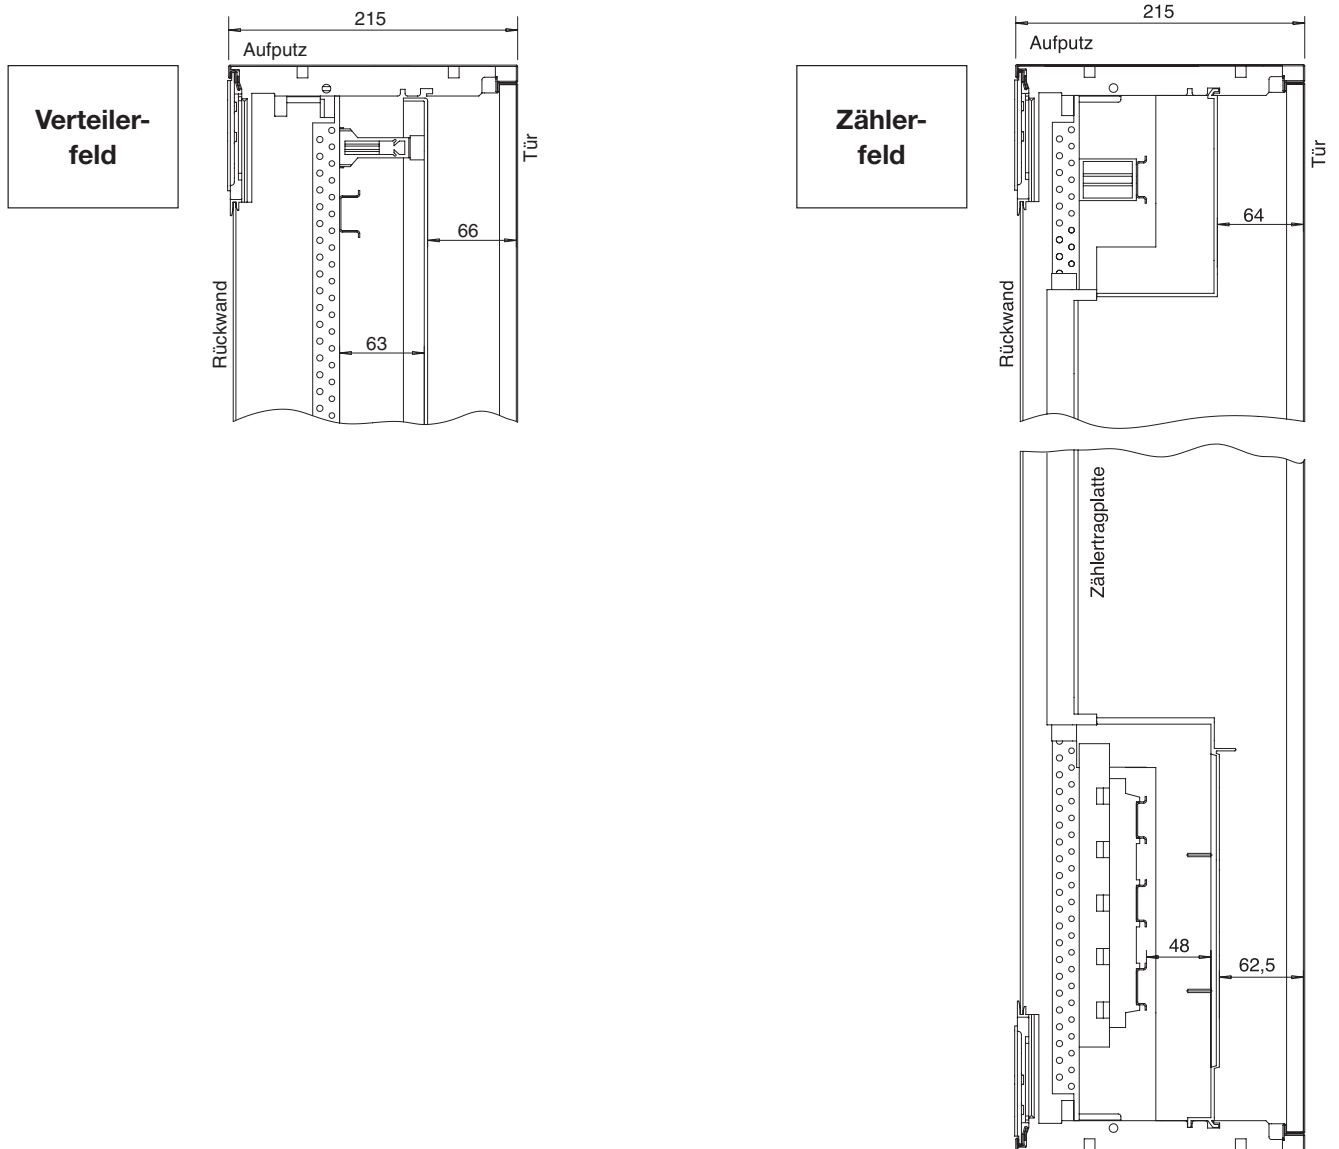 215
Aufputz
Verteiler-
feld
Tür
66
Rückwand
63
215
Aufputz
Zähler-
feld
Tür
64
Rückwand
Zählertragplatte
48
62,5